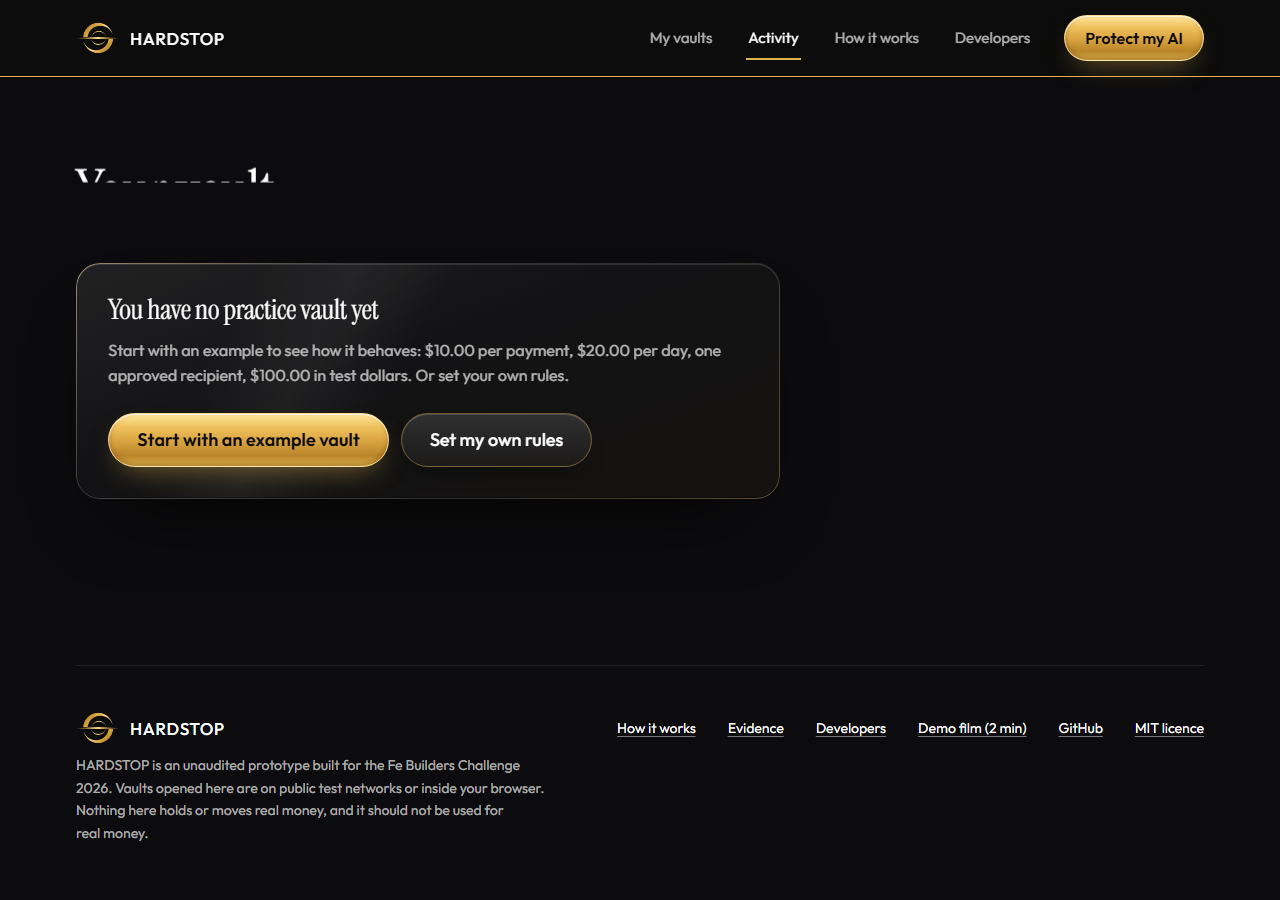 HARDSTOP
My vaults
Activity
How it works
Developers
Protect my AI
You have no practice vault yet
Start with an example to see how it behaves: $10.00 per payment, $20.00 per day, one
approved recipient, $100.00 in test dollars. Or set your own rules.
Start with an example vault
Set my own rules
HARDSTOP
How it works
Evidence
Developers
Demo film (2 min)
GitHub
MIT licence
HARDSTOP is an unaudited prototype built for the Fe Builders Challenge
2026. Vaults opened here are on public test networks or inside your browser.
Nothing here holds or moves real money, and it should not be used for
real money.